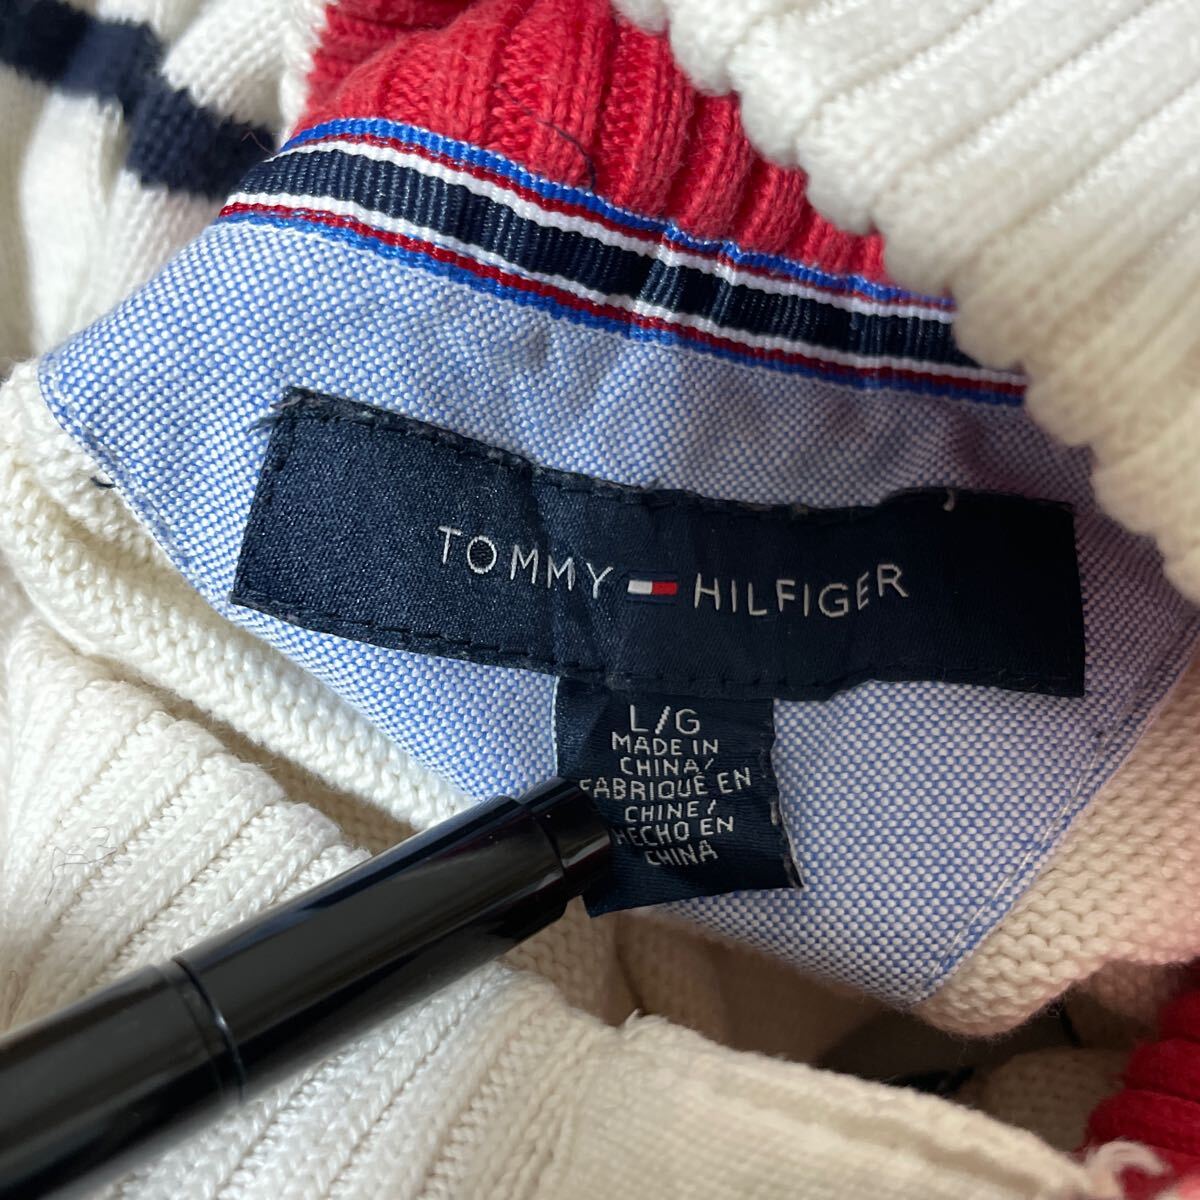 TOMMY HILFIGER
L/G
MADE IN
CHINA/
FABRIQUE EN
CHINE/
HECHO EN
CHINA